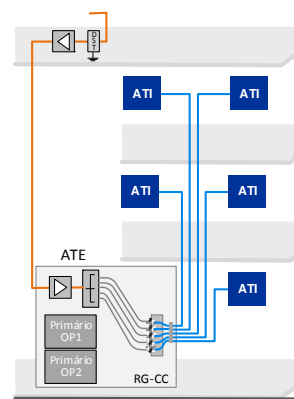 DST
ATI
ATI
ATI
ATI
ATE
ATI
Primário
OP1
Primário
OP2
RG-CC